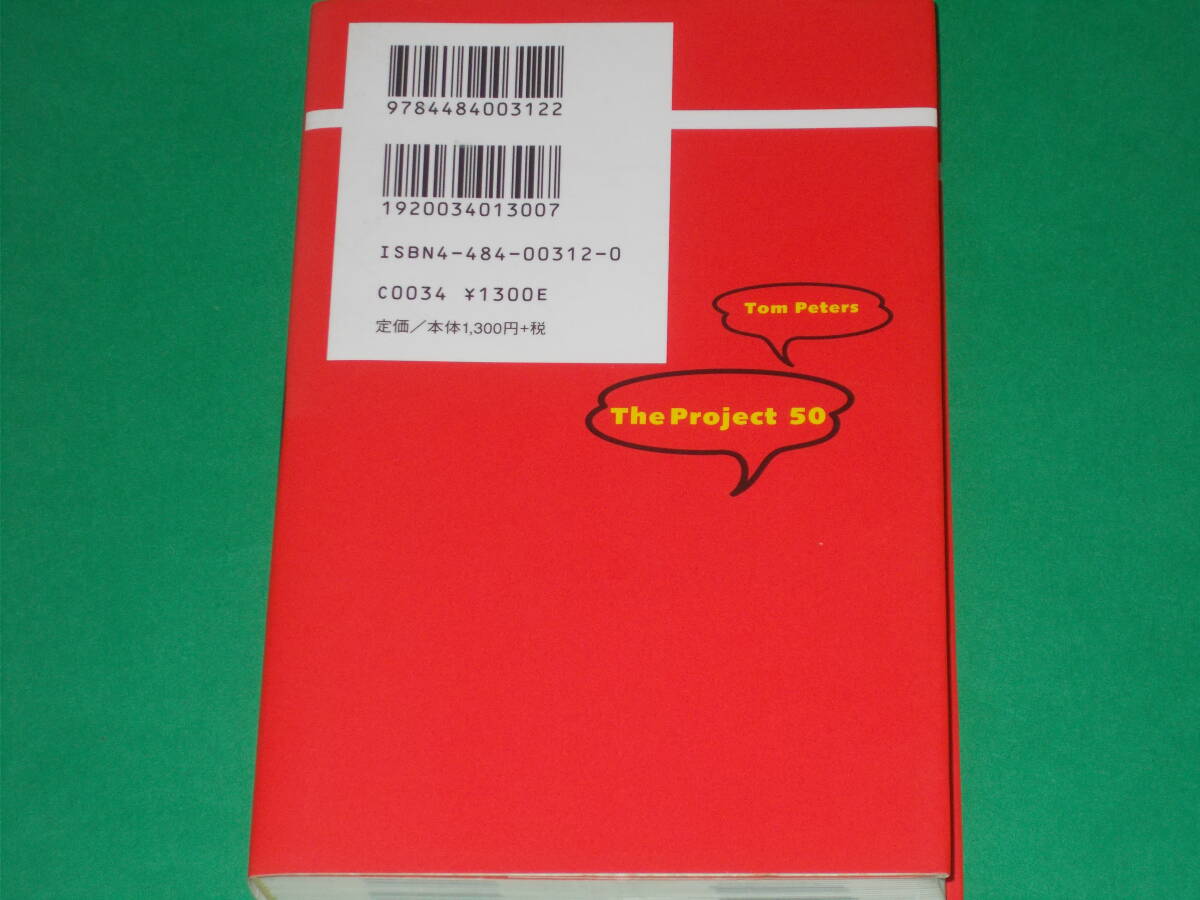 9784484003122
1920034013007
ISBN4-484-00312-0
C0034 ¥1300E
定価/本体1,300円+税
Tom Peters
The Project 50